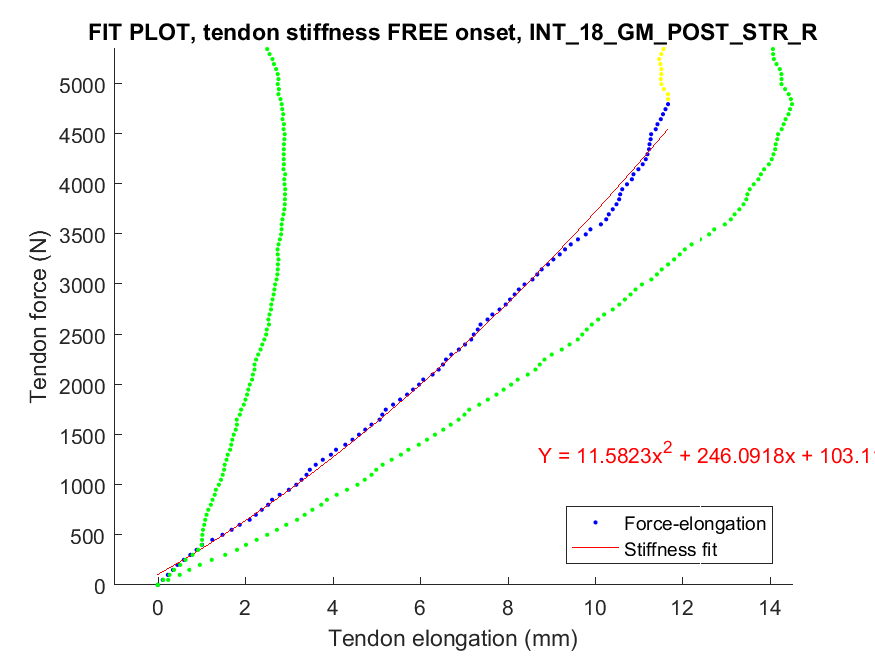 FIT PLOT, tendon stiffness FREE onset, INT_18_GM_POST_STR_R
5000
4500
4000
3500
3000
2500
2000
1500
1000
500
0
Tendon force (N)
Y = 11.5823x² + 246.0918x + 103.1
Force-elongation
Stiffness fit
0 2 4 6 8 10 12 14
Tendon elongation (mm)